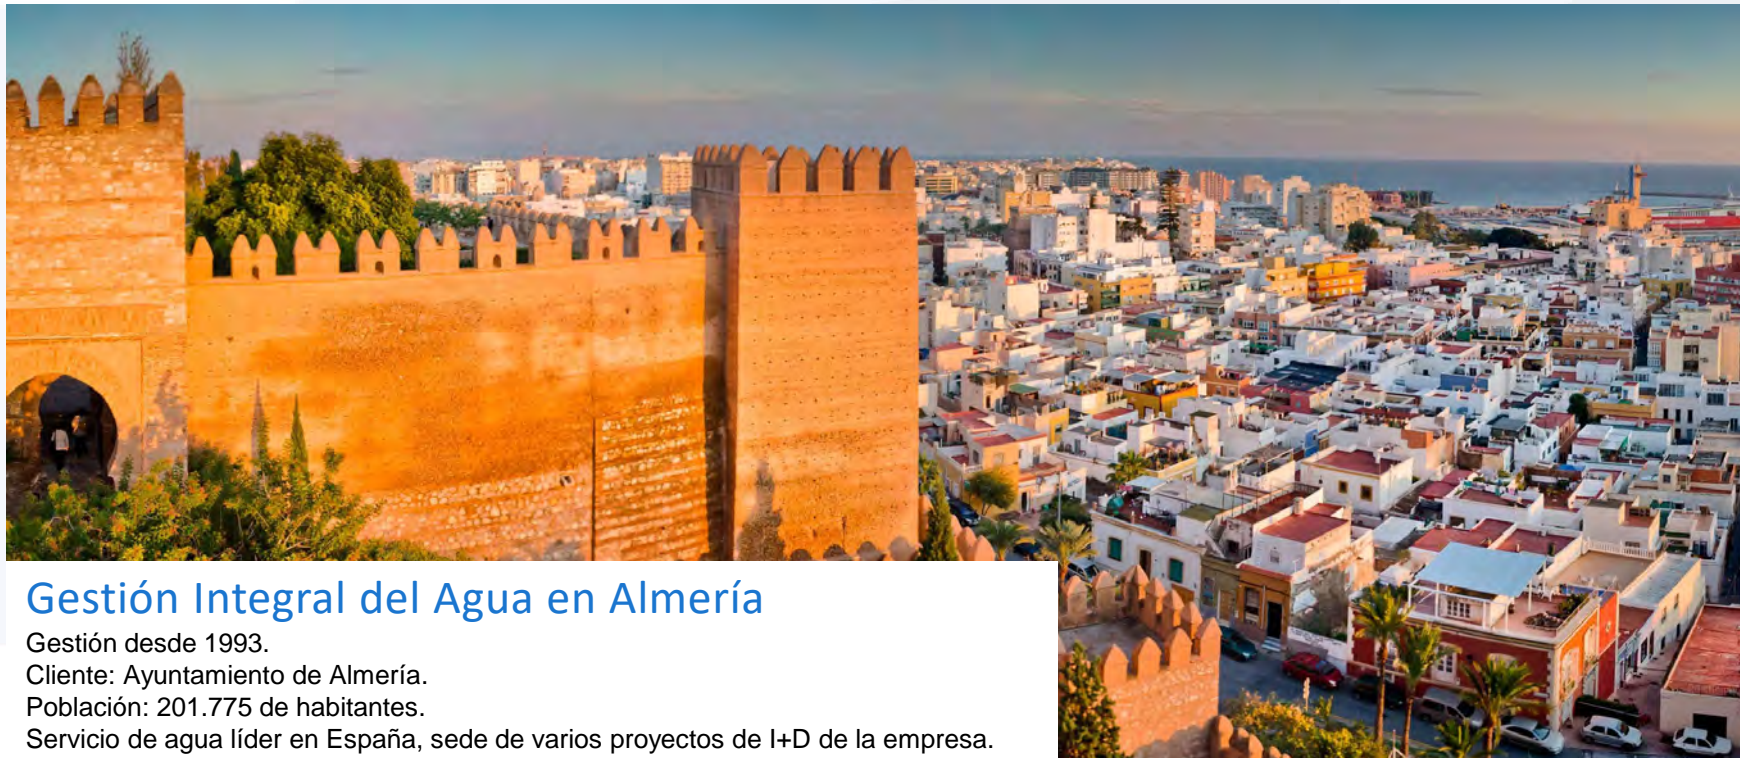 Gestión Integral del Agua en Almería
Gestión desde 1993.
Cliente: Ayuntamiento de Almería.
Población: 201.775 de habitantes.
Servicio de agua líder en España, sede de varios proyectos de I+D de la empresa.